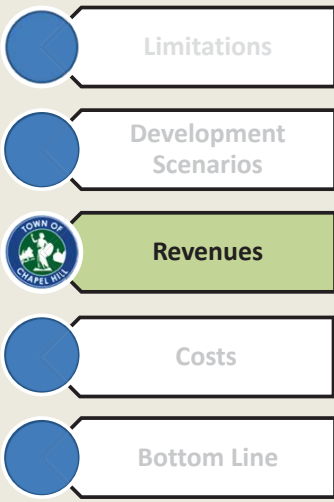 Limitations
Development
Scenarios
TOWN OF
CHAPEL HILL
Revenues
Costs
Bottom Line